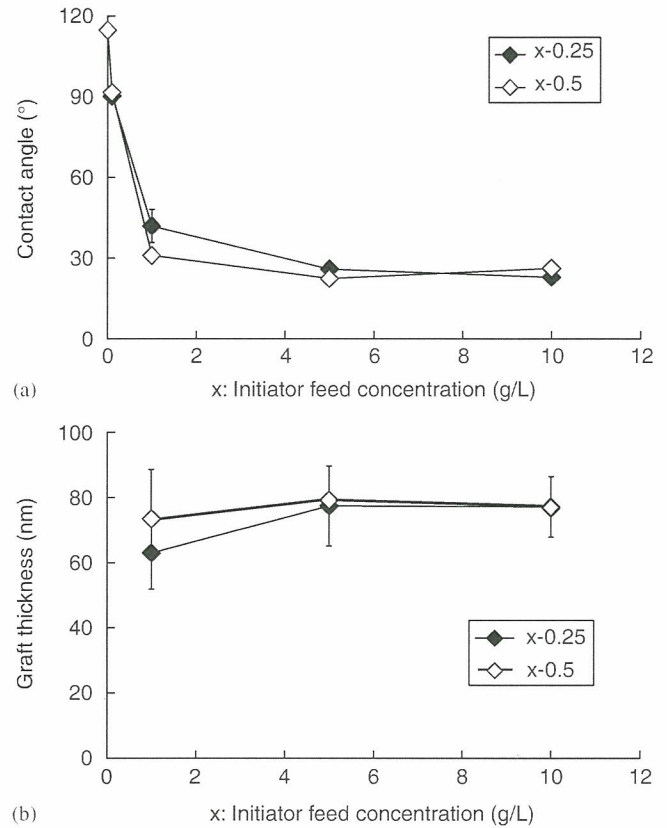 120
90
60
30
0
Contact angle (°)
x-0.25
x-0.5
0 2 4 6 8 10 12
(a) x: Initiator feed concentration (g/L)
100
80
60
40
20
0
Graft thickness (nm)
x-0.25
x-0.5
0 2 4 6 8 10 12
(b) x: Initiator feed concentration (g/L)